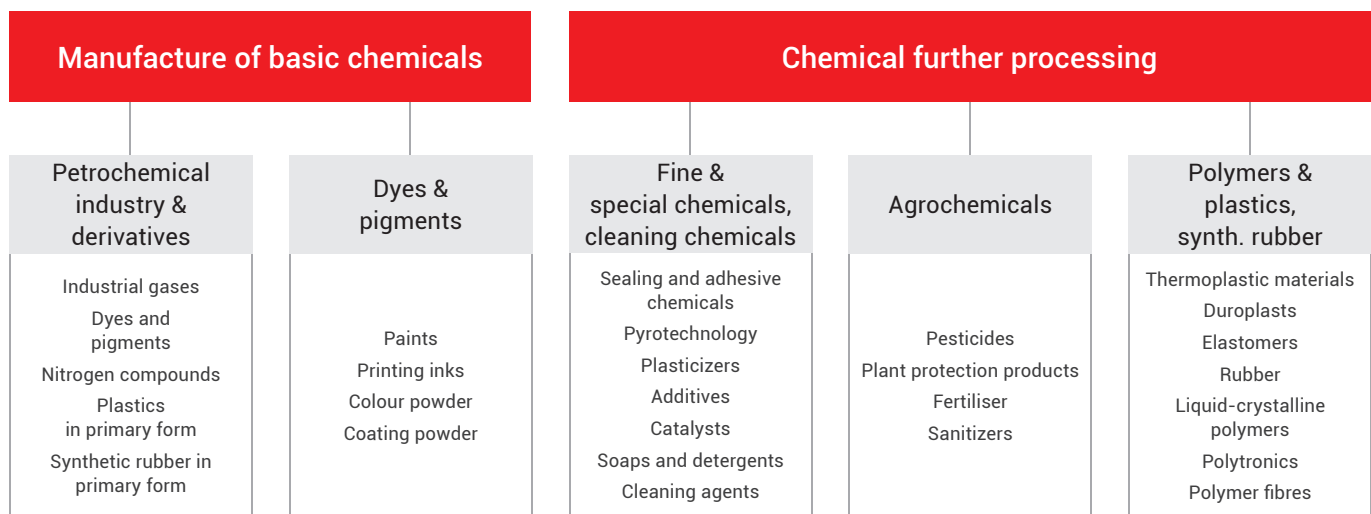 Manufacture of basic chemicals
Chemical further processing
Petrochemical
industry &
derivatives
Industrial gases
Dyes and
pigments
Nitrogen compounds
Plastics
in primary form
Synthetic rubber in
primary form
Dyes &
pigments
Paints
Printing inks
Colour powder
Coating powder
Fine &
special chemicals,
cleaning chemicals
Sealing and adhesive
chemicals
Pyrotechnology
Plasticizers
Additives
Catalysts
Soaps and detergents
Cleaning agents
Agrochemicals
Pesticides
Plant protection products
Fertiliser
Sanitizers
Polymers &
plastics,
synth. rubber
Thermoplastic materials
Duroplasts
Elastomers
Rubber
Liquid-crystalline
polymers
Polytronics
Polymer fibres